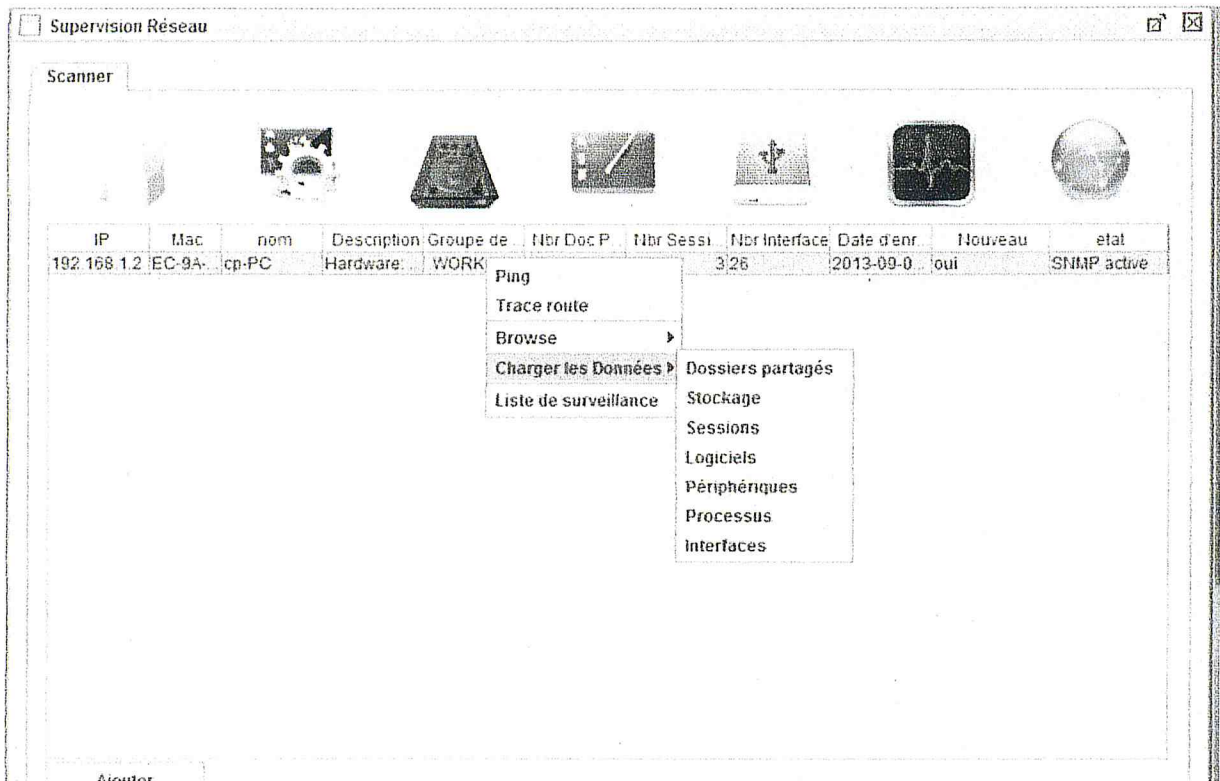 Supervision Réseau
Scanner
IP Mac nom Description Groupe de... Nbr Doc P... Nbr Sessi... Nbr Interface Date d'enr... Nouveau etat
192.168.1.2 EC-9A-... cp-PC Hardware:... WORK 3 26 2013-09-0... oui SNMP active
Ping
Trace route
Browse
Charger les Données
Liste de surveillance
Dossiers partagés
Stockage
Sessions
Logiciels
Périphériques
Processus
Interfaces
Ajouter